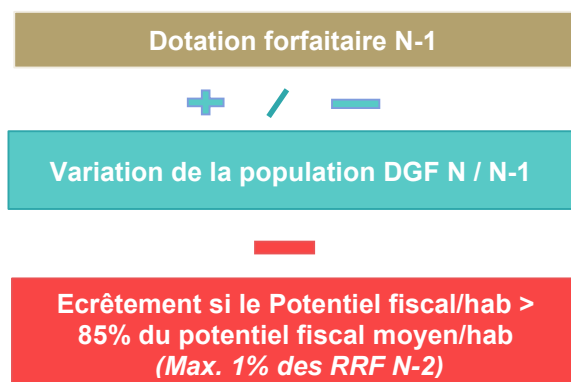 Dotation forfaitaire N-1
+ / -
Variation de la population DGF N / N-1
-
Ecrêtement si le Potentiel fiscal/hab >
85% du potentiel fiscal moyen/hab
(Max. 1% des RRF N-2)